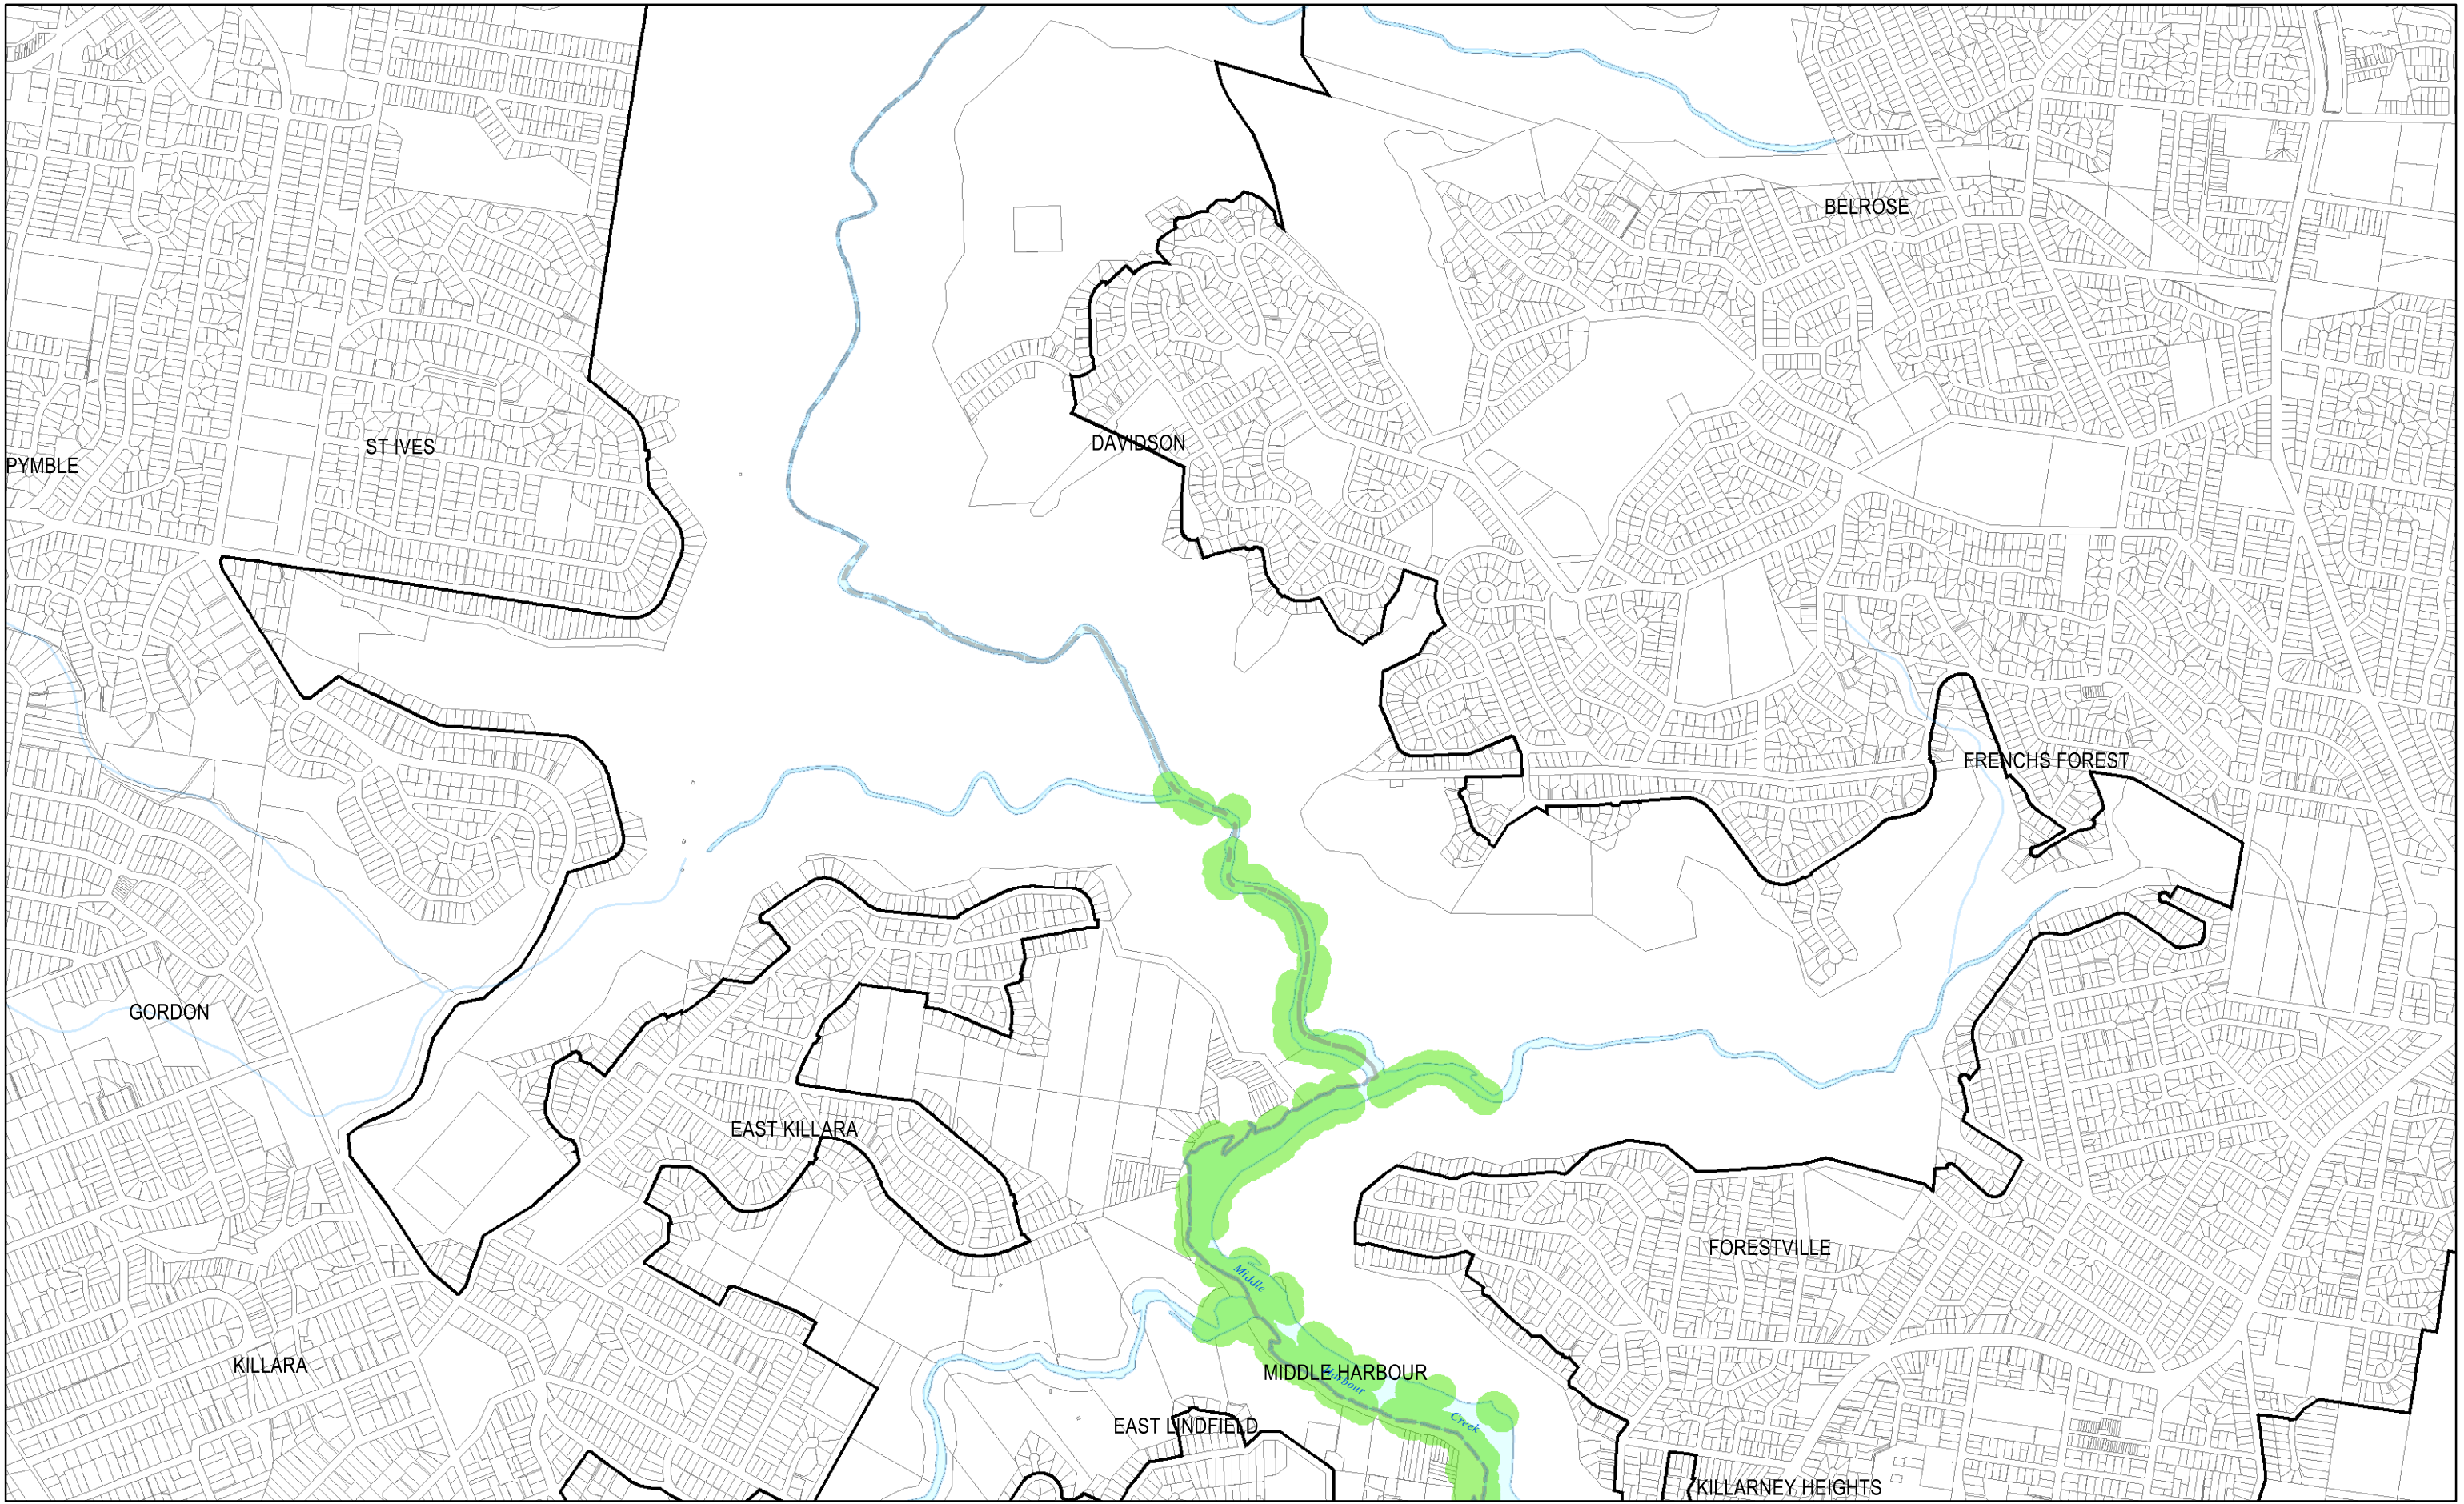 BELROSE
DAVIDSON
ST IVES
PYMBLE
FRENCHS FOREST
GORDON
EAST KILLARA
FORESTVILLE
Middle
KILLARA
MIDDLE HARBOUR
Harbour
Creek
EAST LINDFIELD
KILLARNEY HEIGHTS